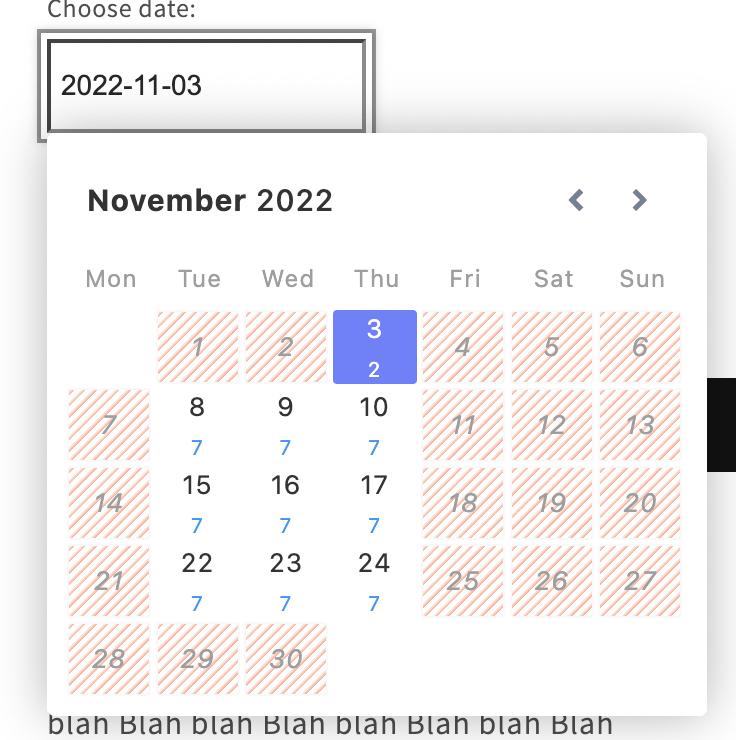 Choose date:
2022-11-03
November 2022
Mon Tue Wed Thu Fri Sat Sun
1 2 3 4 5 6
2
7 8 9 10 11 12 13
7 7 7
14 15 16 17 18 19 20
7 7 7
21 22 23 24 25 26 27
7 7 7
28 29 30
blah Blah blah Blah blah Blah blah Blah